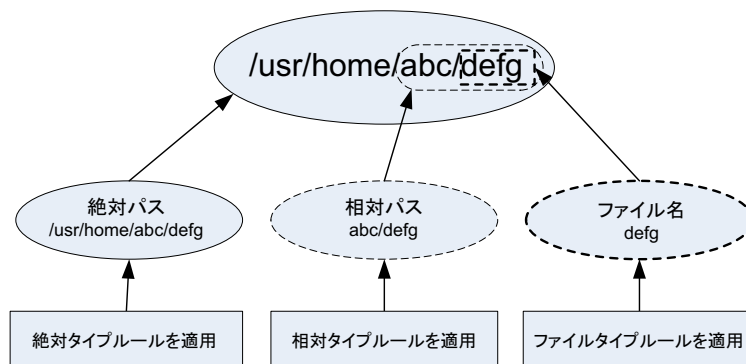 /usr/home/abc/defg
絶対パス
/usr/home/abc/defg
相対パス
abc/defg
ファイル名
defg
絶対タイプルールを適用
相対タイプルールを適用
ファイルタイプルールを適用